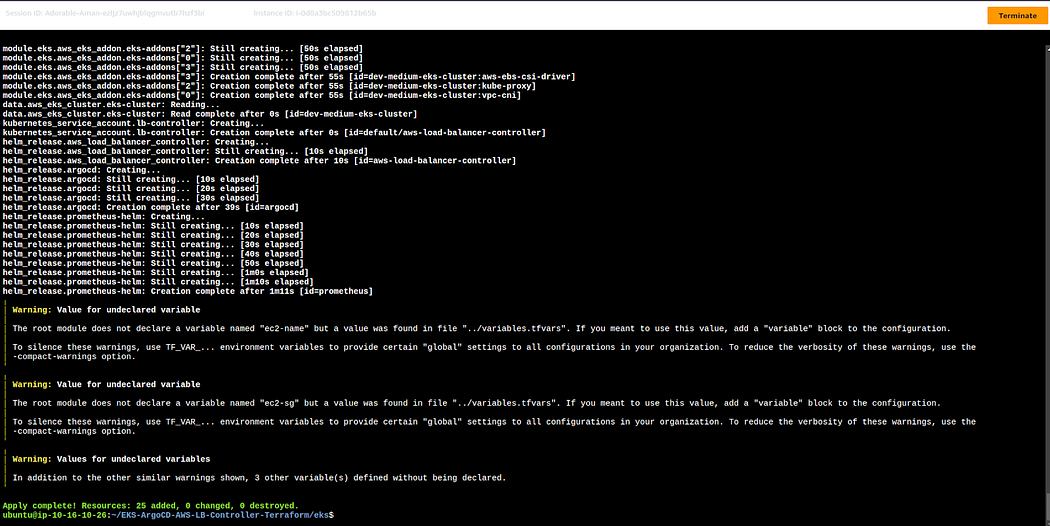 Session ID: Adorable-Aman-
Instance ID: i-0d0a3bc509812b65b
Terminate
module.eks.aws_eks_addon.eks-addons["2"]: Still creating... [50s elapsed]
module.eks.aws_eks_addon.eks-addons["0"]: Still creating... [50s elapsed]
module.eks.aws_eks_addon.eks-addons["3"]: Still creating... [50s elapsed]
module.eks.aws_eks_addon.eks-addons["3"]: Creation complete after 55s [id=dev-medium-eks-cluster:aws-ebs-csi-driver]
module.eks.aws_eks_addon.eks-addons["2"]: Creation complete after 55s [id=dev-medium-eks-cluster:kube-proxy]
module.eks.aws_eks_addon.eks-addons["0"]: Creation complete after 55s [id=dev-medium-eks-cluster:vpc-cni]
data.aws_eks_cluster.eks-cluster: Reading...
data.aws_eks_cluster.eks-cluster: Read complete after 0s [id=dev-medium-eks-cluster]
kubernetes_service_account.lb-controller: Creating...
kubernetes_service_account.lb-controller: Creation complete after 0s [id=default/aws-load-balancer-controller]
helm_release.aws_load_balancer_controller: Creating...
helm_release.aws_load_balancer_controller: Still creating... [10s elapsed]
helm_release.aws_load_balancer_controller: Creation complete after 10s [id=aws-load-balancer-controller]
helm_release.argocd: Creating...
helm_release.argocd: Still creating... [10s elapsed]
helm_release.argocd: Still creating... [20s elapsed]
helm_release.argocd: Still creating... [30s elapsed]
helm_release.argocd: Creation complete after 39s [id=argocd]
helm_release.prometheus-helm: Creating...
helm_release.prometheus-helm: Still creating... [10s elapsed]
helm_release.prometheus-helm: Still creating... [20s elapsed]
helm_release.prometheus-helm: Still creating... [30s elapsed]
helm_release.prometheus-helm: Still creating... [40s elapsed]
helm_release.prometheus-helm: Still creating... [50s elapsed]
helm_release.prometheus-helm: Still creating... [1m0s elapsed]
helm_release.prometheus-helm: Still creating... [1m10s elapsed]
helm_release.prometheus-helm: Creation complete after 1m11s [id=prometheus]
Warning: Value for undeclared variable
The root module does not declare a variable named "ec2-name" but a value was found in file "../variables.tfvars". If you meant to use this value, add a "variable" block to the configuration.
To silence these warnings, use TF_VAR_... environment variables to provide certain "global" settings to all configurations in your organization. To reduce the verbosity of these warnings, use the
-compact-warnings option.
Warning: Value for undeclared variable
The root module does not declare a variable named "ec2-sg" but a value was found in file "../variables.tfvars". If you meant to use this value, add a "variable" block to the configuration.
To silence these warnings, use TF_VAR_... environment variables to provide certain "global" settings to all configurations in your organization. To reduce the verbosity of these warnings, use the
-compact-warnings option.
Warning: Values for undeclared variables
In addition to the other similar warnings shown, 3 other variable(s) defined without being declared.
Apply complete! Resources: 25 added, 0 changed, 0 destroyed.
ubuntu@ip-10-16-10-26:~/EKS-ArgoCD-AWS-LB-Controller-Terraform/eks$